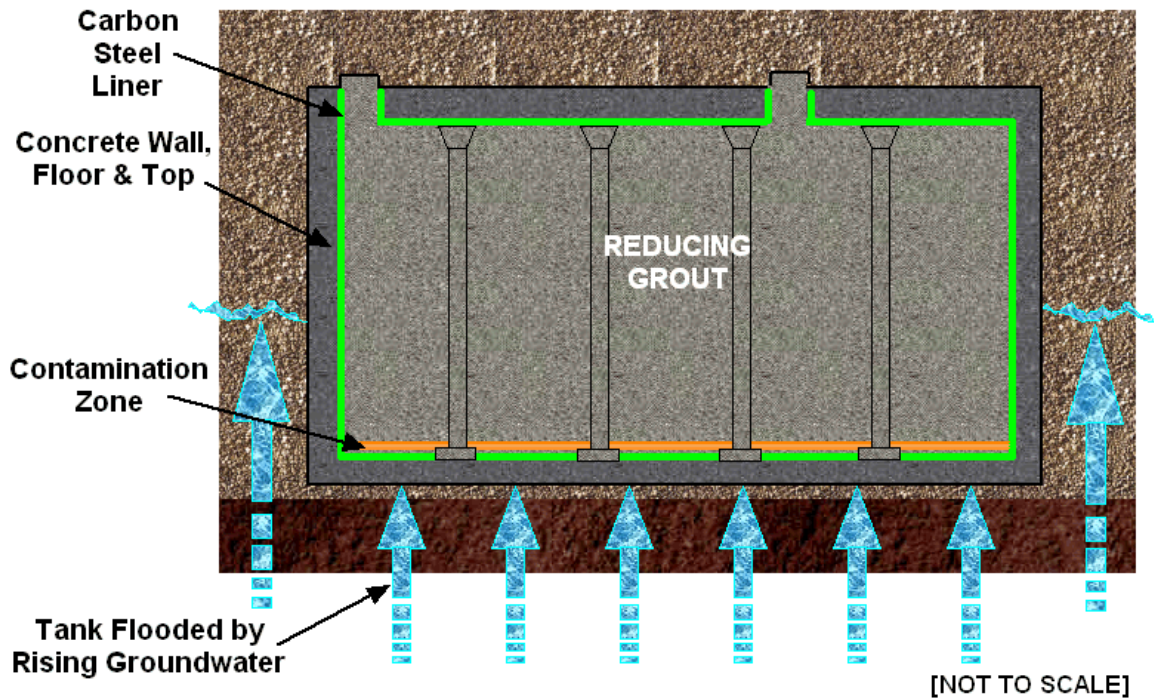 Carbon
Steel
Liner
Concrete Wall,
Floor & Top
REDUCING
GROUT
Contamination
Zone
Tank Flooded by
Rising Groundwater
[NOT TO SCALE]